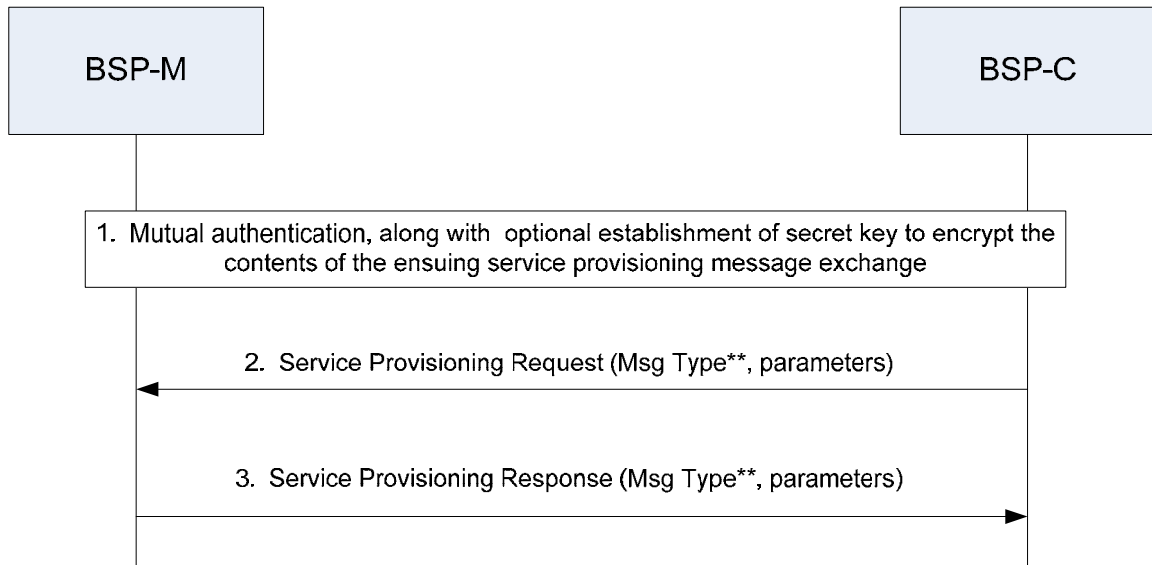 BSP-M
BSP-C
1. Mutual authentication, along with optional establishment of secret key to encrypt the
contents of the ensuing service provisioning message exchange
2. Service Provisioning Request (Msg Type**, parameters)
3. Service Provisioning Response (Msg Type**, parameters)